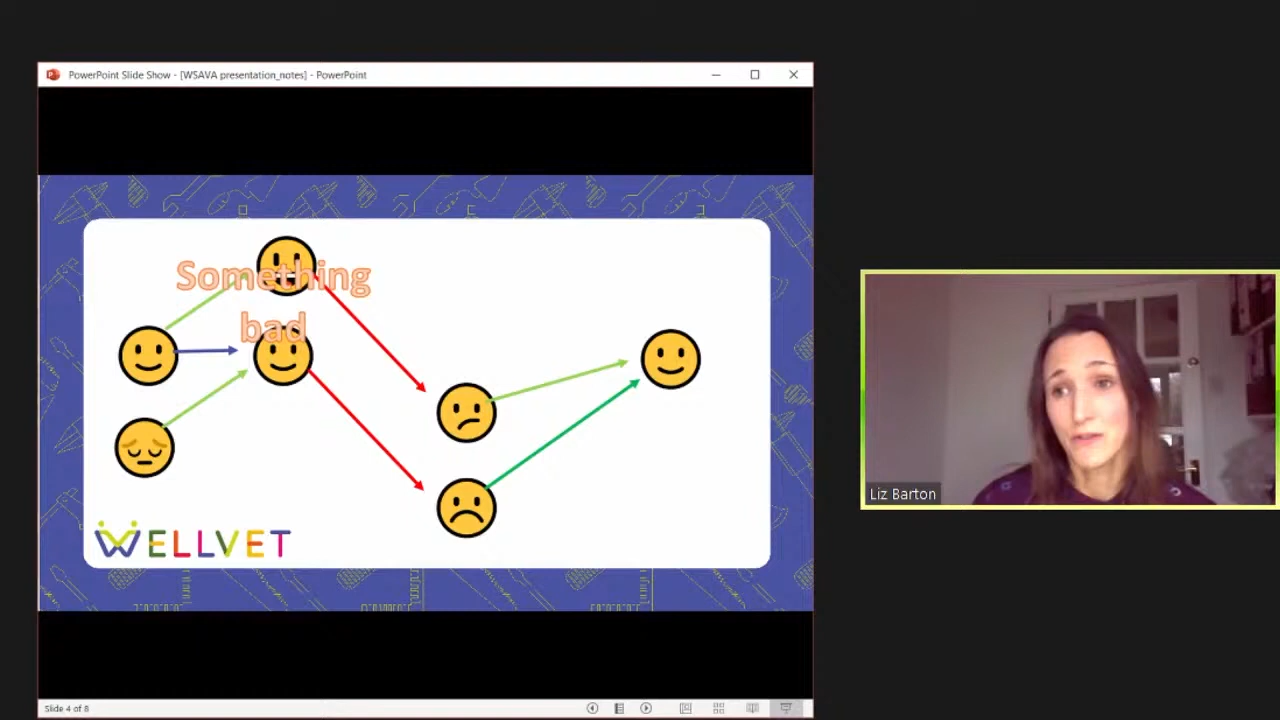 PowerPoint Slide Show - [WSAVA presentation_notes] - PowerPoint
Something
bad
WELLVET
Liz Barton
Slide 4 of 8